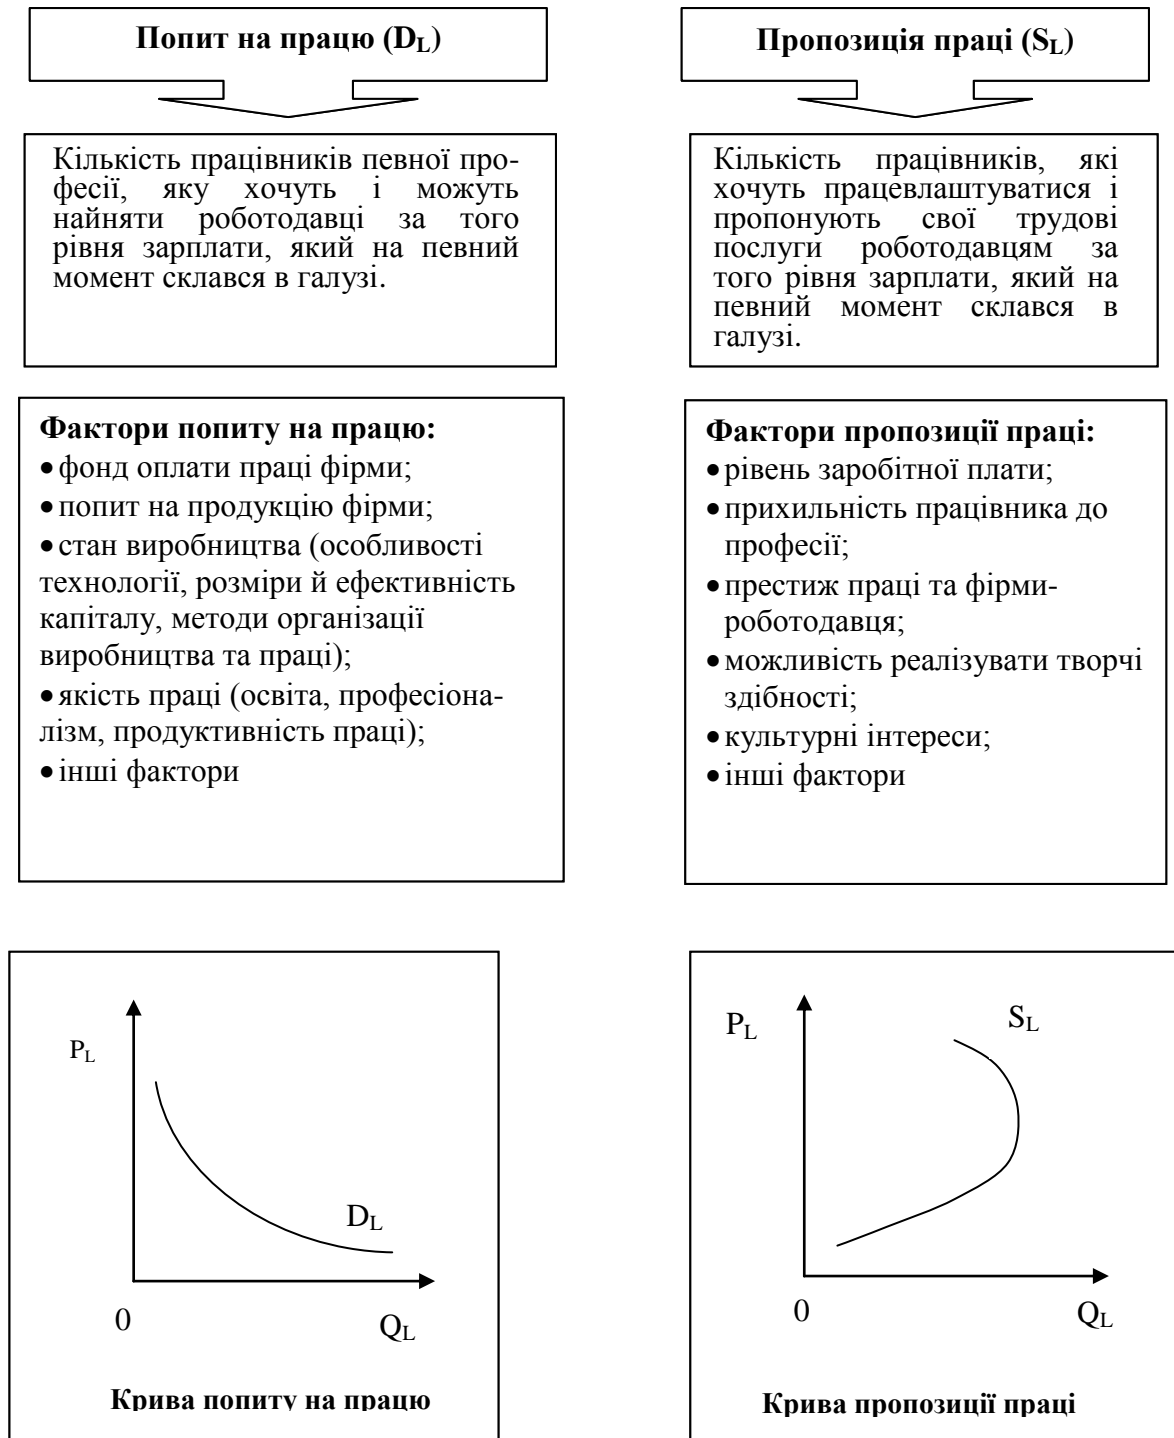 Попит на працю (DL)
Кількість працівників певної про-
фесії, яку хочуть і можуть
найняти роботодавці за того
рівня зарплати, який на певний
момент склався в галузі.
Фактори попиту на працю:
• фонд оплати праці фірми;
• попит на продукцію фірми;
• стан виробництва (особливості
технології, розміри й ефективність
капіталу, методи організації
виробництва та праці);
• якість праці (освіта, професіона-
лізм, продуктивність праці);
• інші фактори
PL
DL
0
QL
Крива попиту на працю
Пропозиція праці (SL)
Кількість працівників, які
хочуть працевлаштуватися і
пропонують свої трудові
послуги роботодавцям за
того рівня зарплати, який на
певний момент склався в
галузі.
Фактори пропозиції праці:
• рівень заробітної плати;
• прихильність працівника до
професії;
• престиж праці та фірми-
роботодавця;
• можливість реалізувати творчі
здібності;
• культурні інтереси;
• інші фактори
PL
SL
0
QL
Крива пропозиції праці